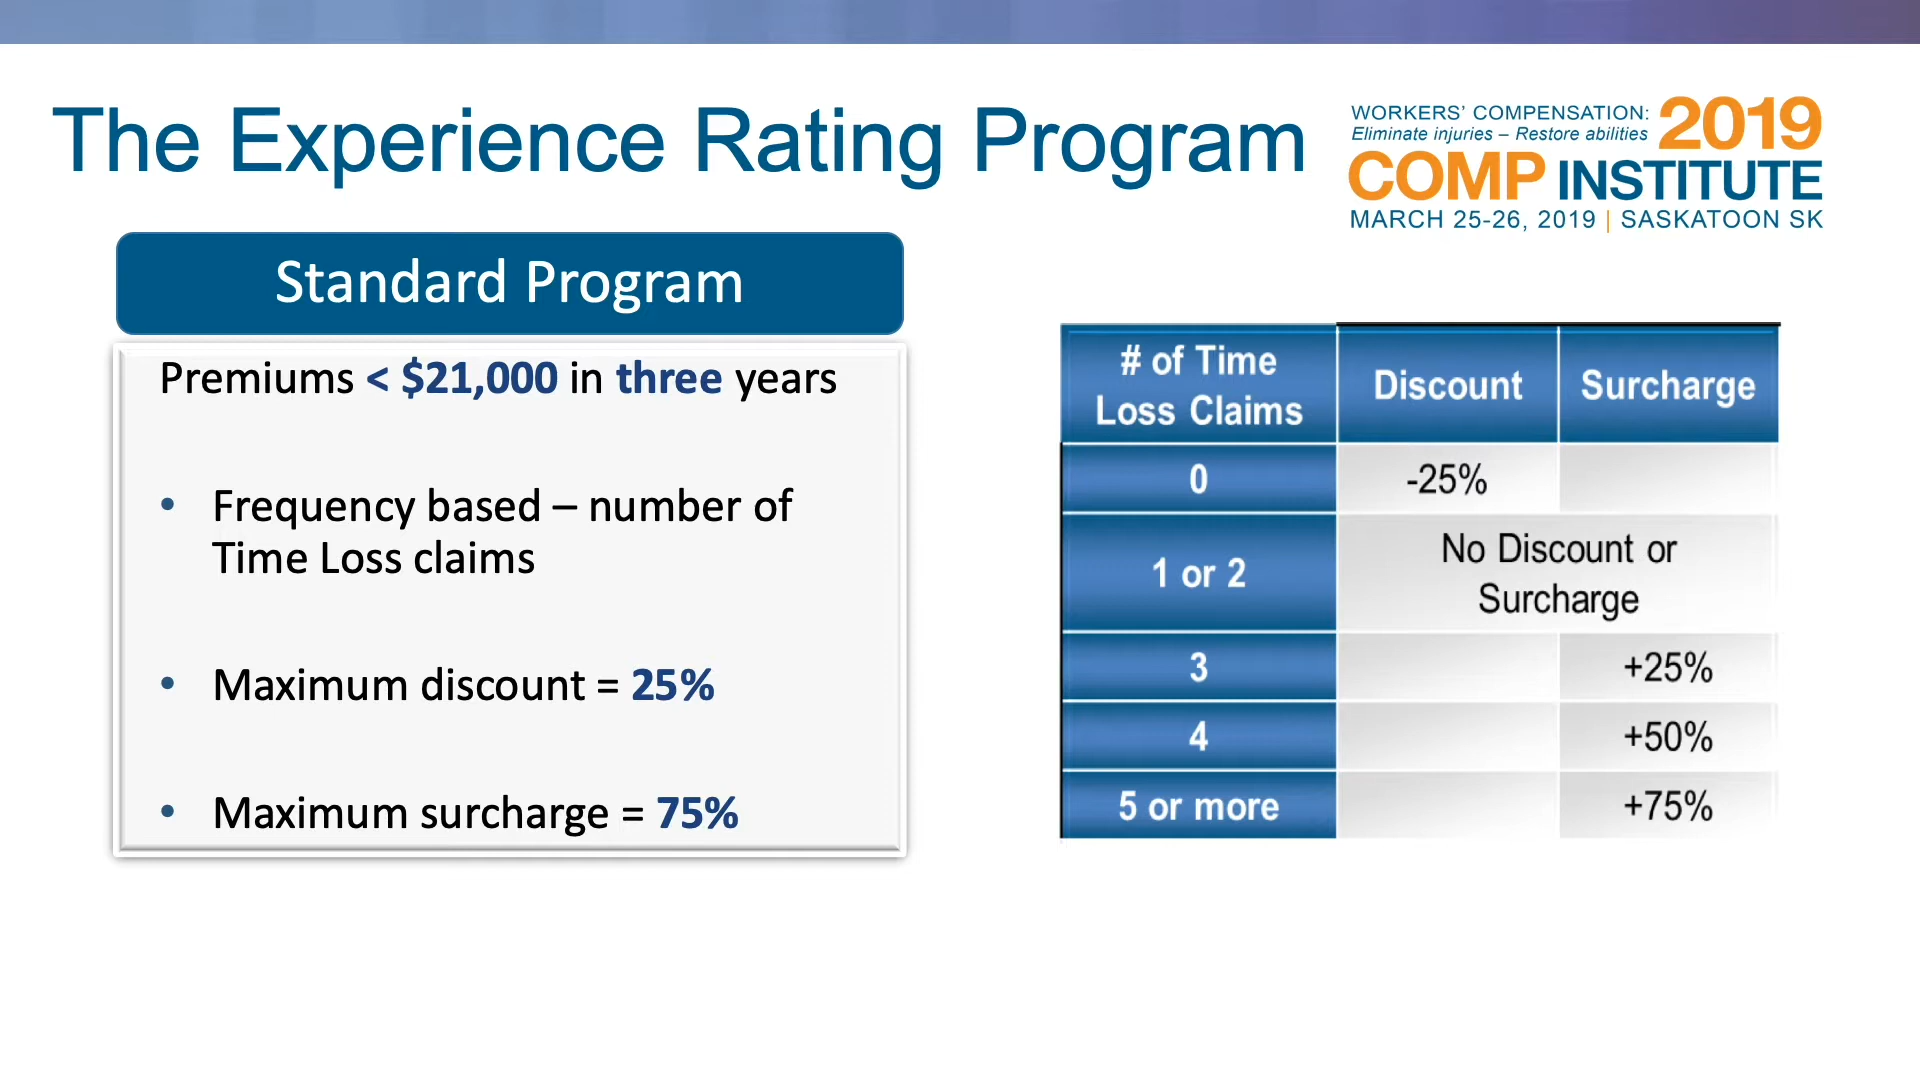 The Experience Rating Program
WORKERS’ COMPENSATION:
Eliminate injuries – Restore abilities
2019
COMP INSTITUTE
MARCH 25-26, 2019 | SASKATOON SK
Standard Program
Premiums < $21,000 in three years
• Frequency based – number of
Time Loss claims
• Maximum discount = 25%
• Maximum surcharge = 75%
# of Time
Loss Claims
Discount
Surcharge
0
-25%
1 or 2
No Discount or
Surcharge
3
+25%
4
+50%
5 or more
+75%